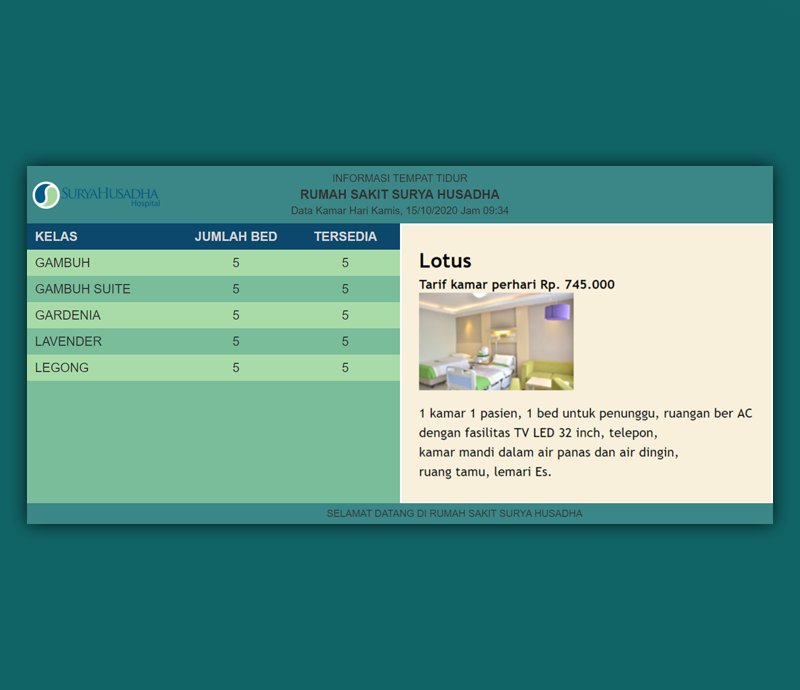 SURYAHUSADHA
Hospital
INFORMASI TEMPAT TIDUR
RUMAH SAKIT SURYA HUSADHA
Data Kamar Hari Kamis, 15/10/2020 Jam 09:34
KELAS JUMLAH BED TERSEDIA
GAMBUH 5 5
GAMBUH SUITE 5 5
GARDENIA 5 5
LAVENDER 5 5
LEGONG 5 5
Lotus
Tarif kamar perhari Rp. 745.000
1 kamar 1 pasien, 1 bed untuk penunggu, ruangan ber AC
dengan fasilitas TV LED 32 inch, telepon,
kamar mandi dalam air panas dan air dingin,
ruang tamu, lemari Es.
SELAMAT DATANG DI RUMAH SAKIT SURYA HUSADHA